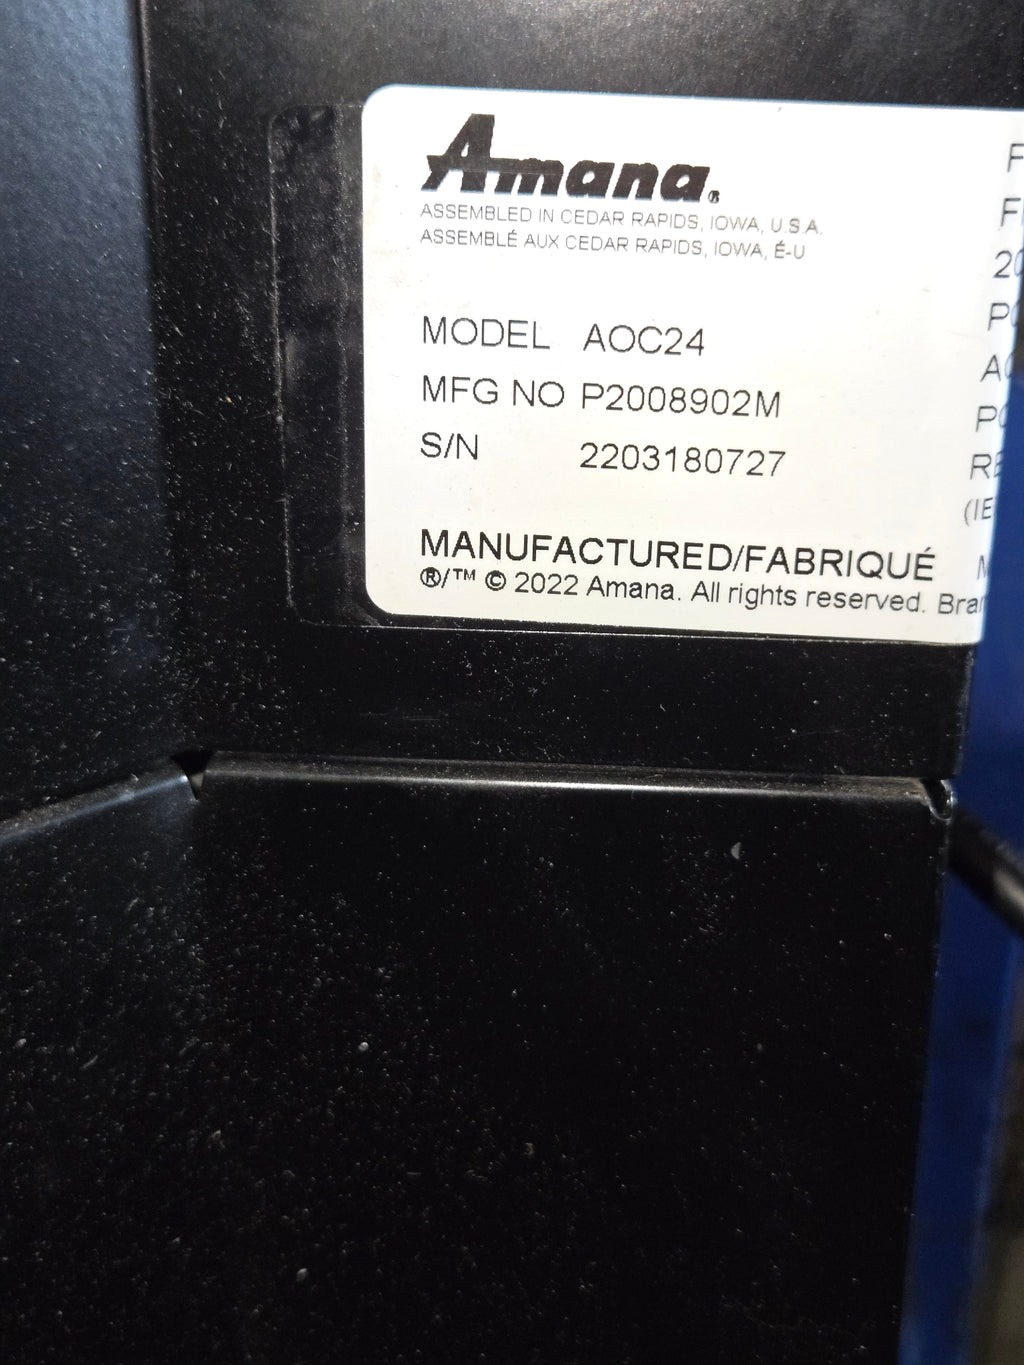 Amana®
ASSEMBLED IN CEDAR RAPIDS, IOWA, U.S.A.
ASSEMBLÉ AUX CEDAR RAPIDS, IOWA, É-U
MODEL AOC24
MFG NO P2008902M
S/N 2203180727
MANUFACTURED/FABRIQUÉ
®/™ © 2022 Amana. All rights reserved.